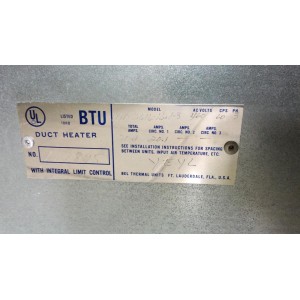 UL LISTED BTU
DUCT HEATER
NO.
WITH INTEGRAL LIMIT CONTROL
MODEL AC VOLTS CPS PH
TOTAL AMPS AMPS CIRC. NO. 1 AMPS CIRC. NO. 2 AMPS CIRC. NO. 3
SEE INSTALLATION INSTRUCTIONS FOR SPACING
BETWEEN UNITS, INPUT AIR TEMPERATURE, ETC.
THERMAL UNITS FT. LAUDERDALE, FLA., U.S.A.